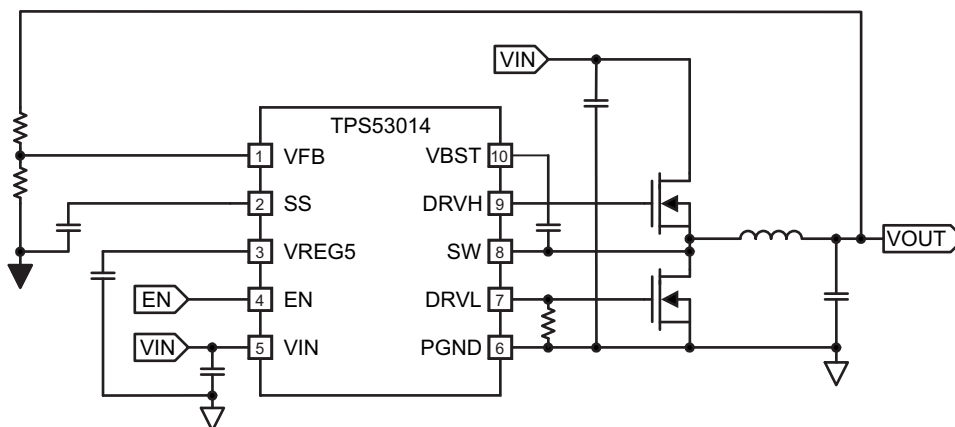 VIN
TPS53014
1 VFB VBST 10
2 SS DRVH 9
3 VREG5 SW 8
VOUT
EN 4 EN DRVL 7
VIN 5 VIN PGND 6